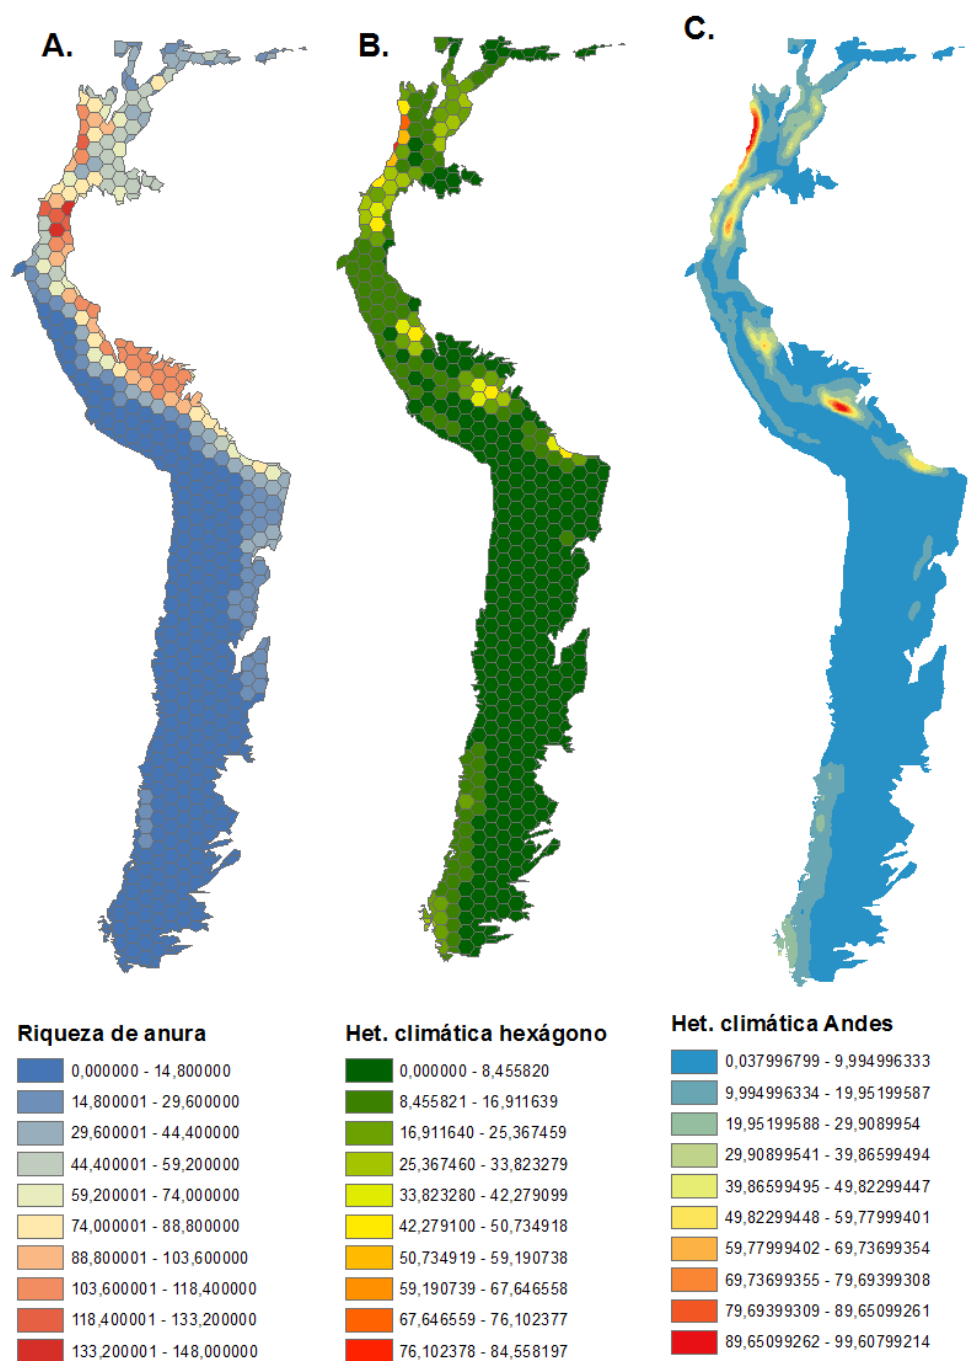 A.
B.
C.
Riqueza de anura
0,000000 - 14,800000
14,800001 - 29,600000
29,600001 - 44,400000
44,400001 - 59,200000
59,200001 - 74,000000
74,000001 - 88,800000
88,800001 - 103,600000
103,600001 - 118,400000
118,400001 - 133,200000
133,200001 - 148,000000
Het. climática hexágono
0,000000 - 8,455820
8,455821 - 16,911639
16,911640 - 25,367459
25,367460 - 33,823279
33,823280 - 42,279099
42,279100 - 50,734918
50,734919 - 59,190738
59,190739 - 67,646558
67,646559 - 76,102377
76,102378 - 84,558197
Het. climática Andes
0,037996799 - 9,994996333
9,994996334 - 19,95199587
19,95199588 - 29,9089954
29,90899541 - 39,86599494
39,86599495 - 49,82299447
49,82299448 - 59,77999401
59,77999402 - 69,73699354
69,73699355 - 79,69399308
79,69399309 - 89,65099261
89,65099262 - 99,60799214